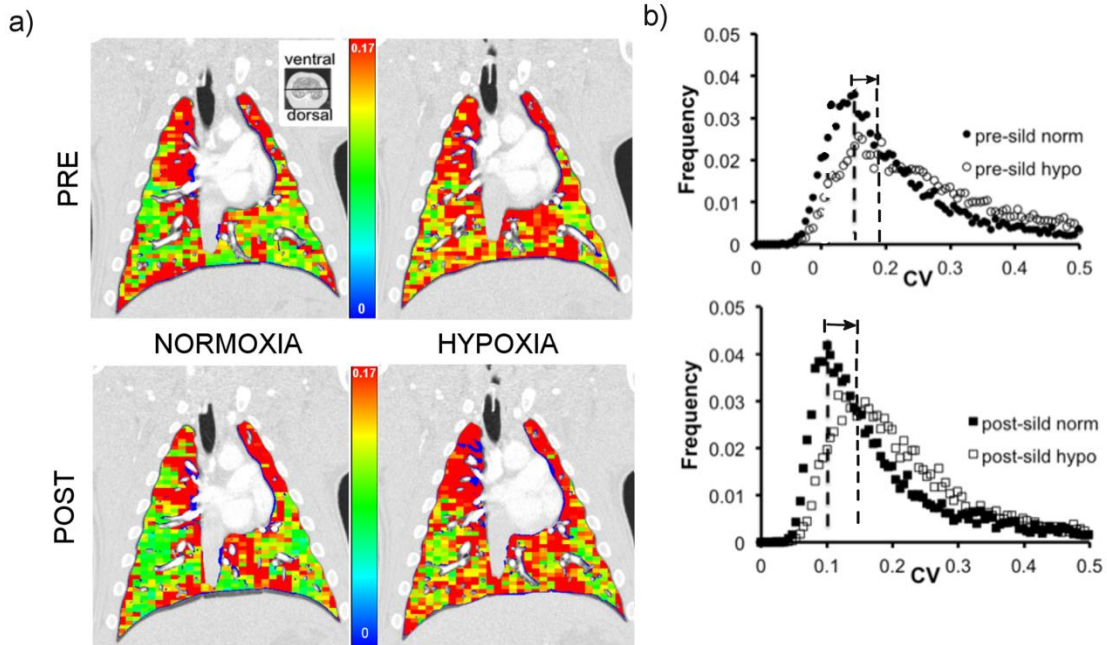 a)
b)
PRE
ventral
dorsal
0.17
0
NORMOXIA
HYPOXIA
POST
0.17
0
Frequency
0.05
0.04
0.03
0.02
0.01
0
pre-sild norm
pre-sild hypo
0 0 0.2 0.3 0.4 0.5
CV
Frequency
0.05
0.04
0.03
0.02
0.01
0
post-sild norm
post-sild hypo
0 0.1 0.2 0.3 0.4 0.5
CV